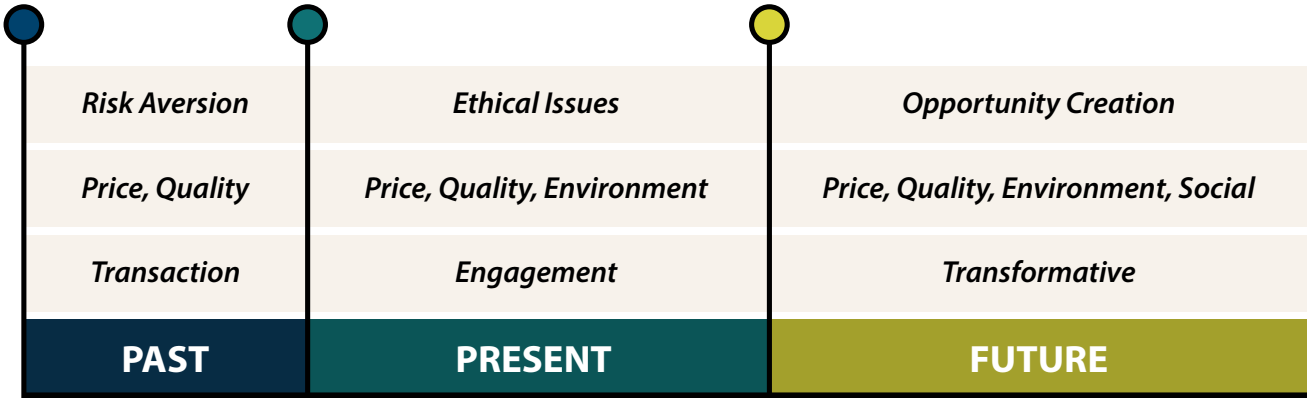 Risk Aversion
Ethical Issues
Opportunity Creation
Price, Quality
Price, Quality, Environment
Price, Quality, Environment, Social
Transaction
Engagement
Transformative
PAST
PRESENT
FUTURE